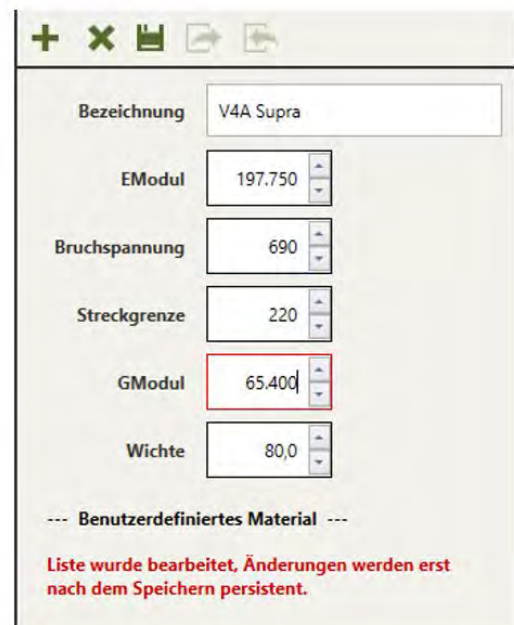 Bezeichnung V4A Supra
EModul 197.750
Bruchspannung 690
Streckgrenze 220
GModul 65.400
Wichte 80,0
--- Benutzerdefiniertes Material ---
Liste wurde bearbeitet, Änderungen werden erst
nach dem Speichern persistent.